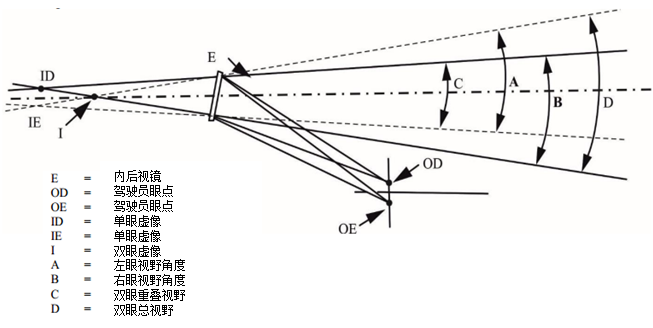 E
ID
IE
I
C
A
B
D
OD
OE
E = 内后视镜
OD = 驾驶员眼点
OE = 驾驶员眼点
ID = 单眼虚像
IE = 单眼虚像
I = 双眼虚像
A = 左眼视野角度
B = 右眼视野角度
C = 双眼重叠视野
D = 双眼总视野